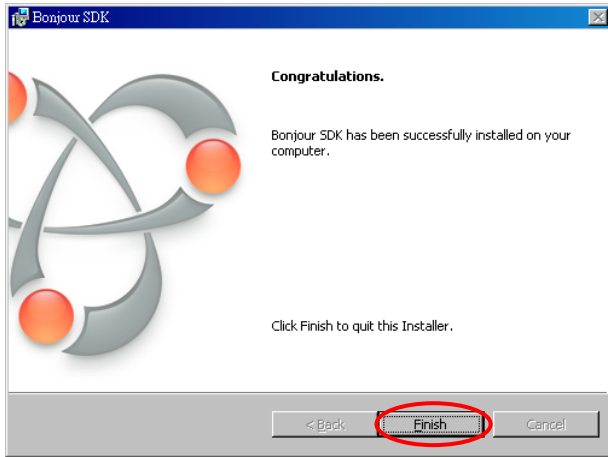 Bonjour SDK
Congratulations.
Bonjour SDK has been successfully installed on your
computer.
Click Finish to quit this Installer.
< Back
Finish
Cancel